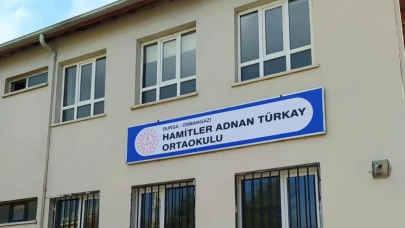 BURSA - OSMANGAZİ
HAMİTLER ADNAN TÜRKAY
ORTAOKULU